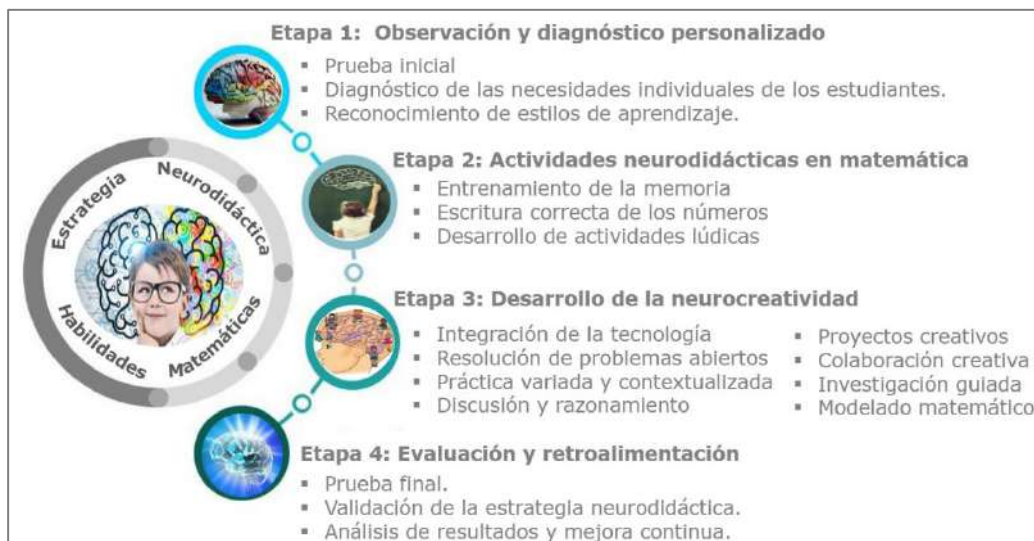 Etapa 1: Observación y diagnóstico personalizado
▪ Prueba inicial
▪ Diagnóstico de las necesidades individuales de los estudiantes.
▪ Reconocimiento de estilos de aprendizaje.
Estrategia Neurodidáctica
Habilidades Matemáticas
Etapa 2: Actividades neurodidácticas en matemática
▪ Entrenamiento de la memoria
▪ Escritura correcta de los números
▪ Desarrollo de actividades lúdicas
Etapa 3: Desarrollo de la neurocreatividad
▪ Integración de la tecnología
▪ Resolución de problemas abiertos
▪ Práctica variada y contextualizada
▪ Discusión y razonamiento
▪ Proyectos creativos
▪ Colaboración creativa
▪ Investigación guiada
▪ Modelado matemático
Etapa 4: Evaluación y retroalimentación
▪ Prueba final.
▪ Validación de la estrategia neurodidáctica.
▪ Análisis de resultados y mejora continua.